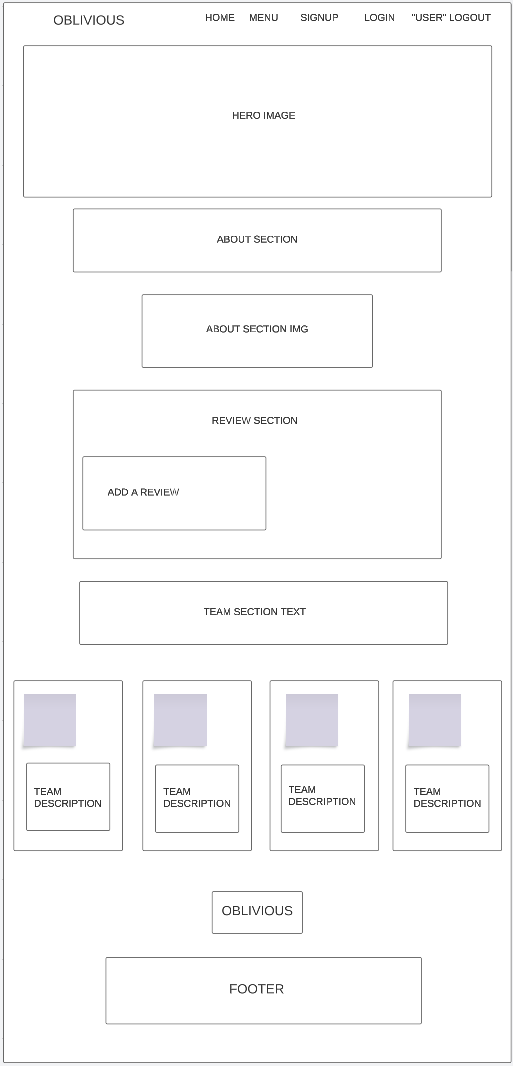 OBLIVIOUS HOME MENU SIGNUP LOGIN "USER" LOGOUT
HERO IMAGE
ABOUT SECTION
ABOUT SECTION IMG
REVIEW SECTION
ADD A REVIEW
TEAM SECTION TEXT
TEAM
DESCRIPTION
TEAM
DESCRIPTION
TEAM
DESCRIPTION
TEAM
DESCRIPTION
OBLIVIOUS
FOOTER